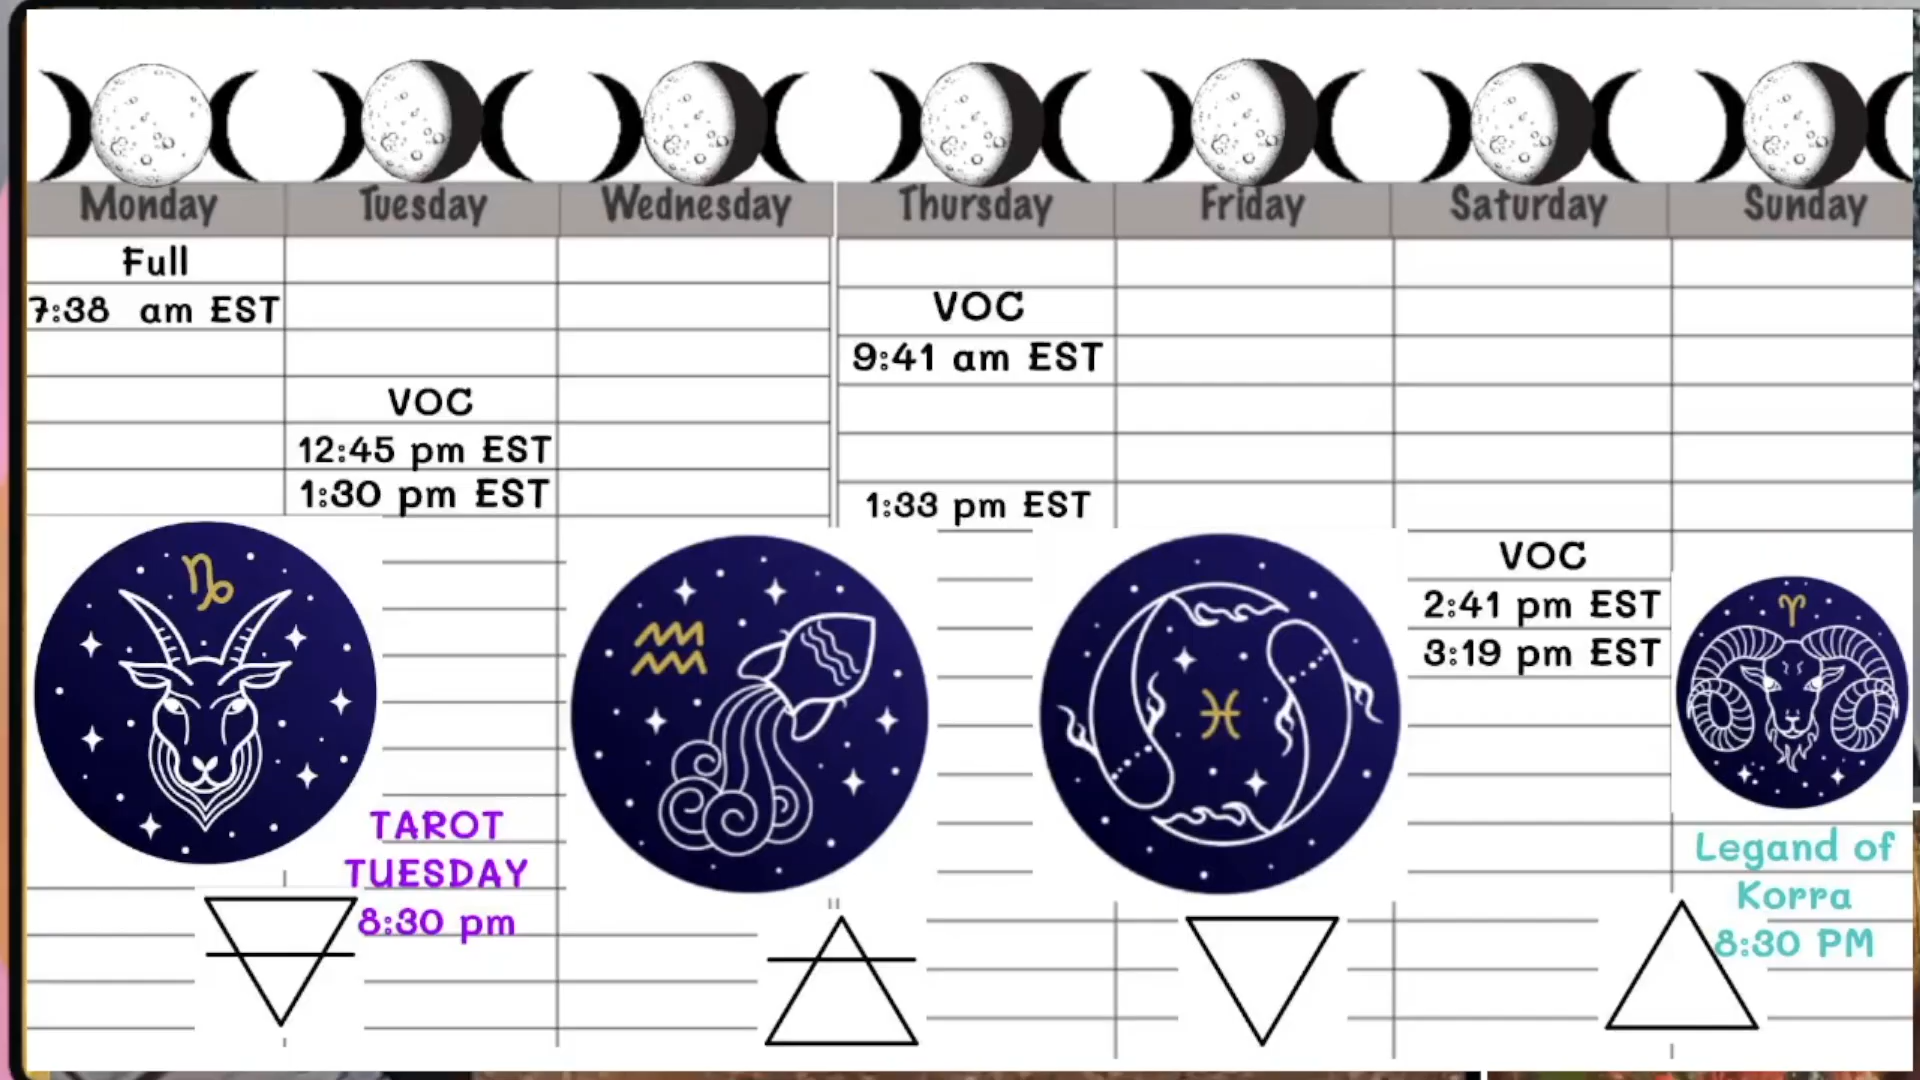 Monday Tuesday Wednesday Thursday Friday Saturday Sunday
Full
7:38 am EST
VOC
12:45 pm EST
1:30 pm EST
TAROT
TUESDAY
8:30 pm
VOC
9:41 am EST
1:33 pm EST
VOC
2:41 pm EST
3:19 pm EST
Legand of
Korra
8:30 PM